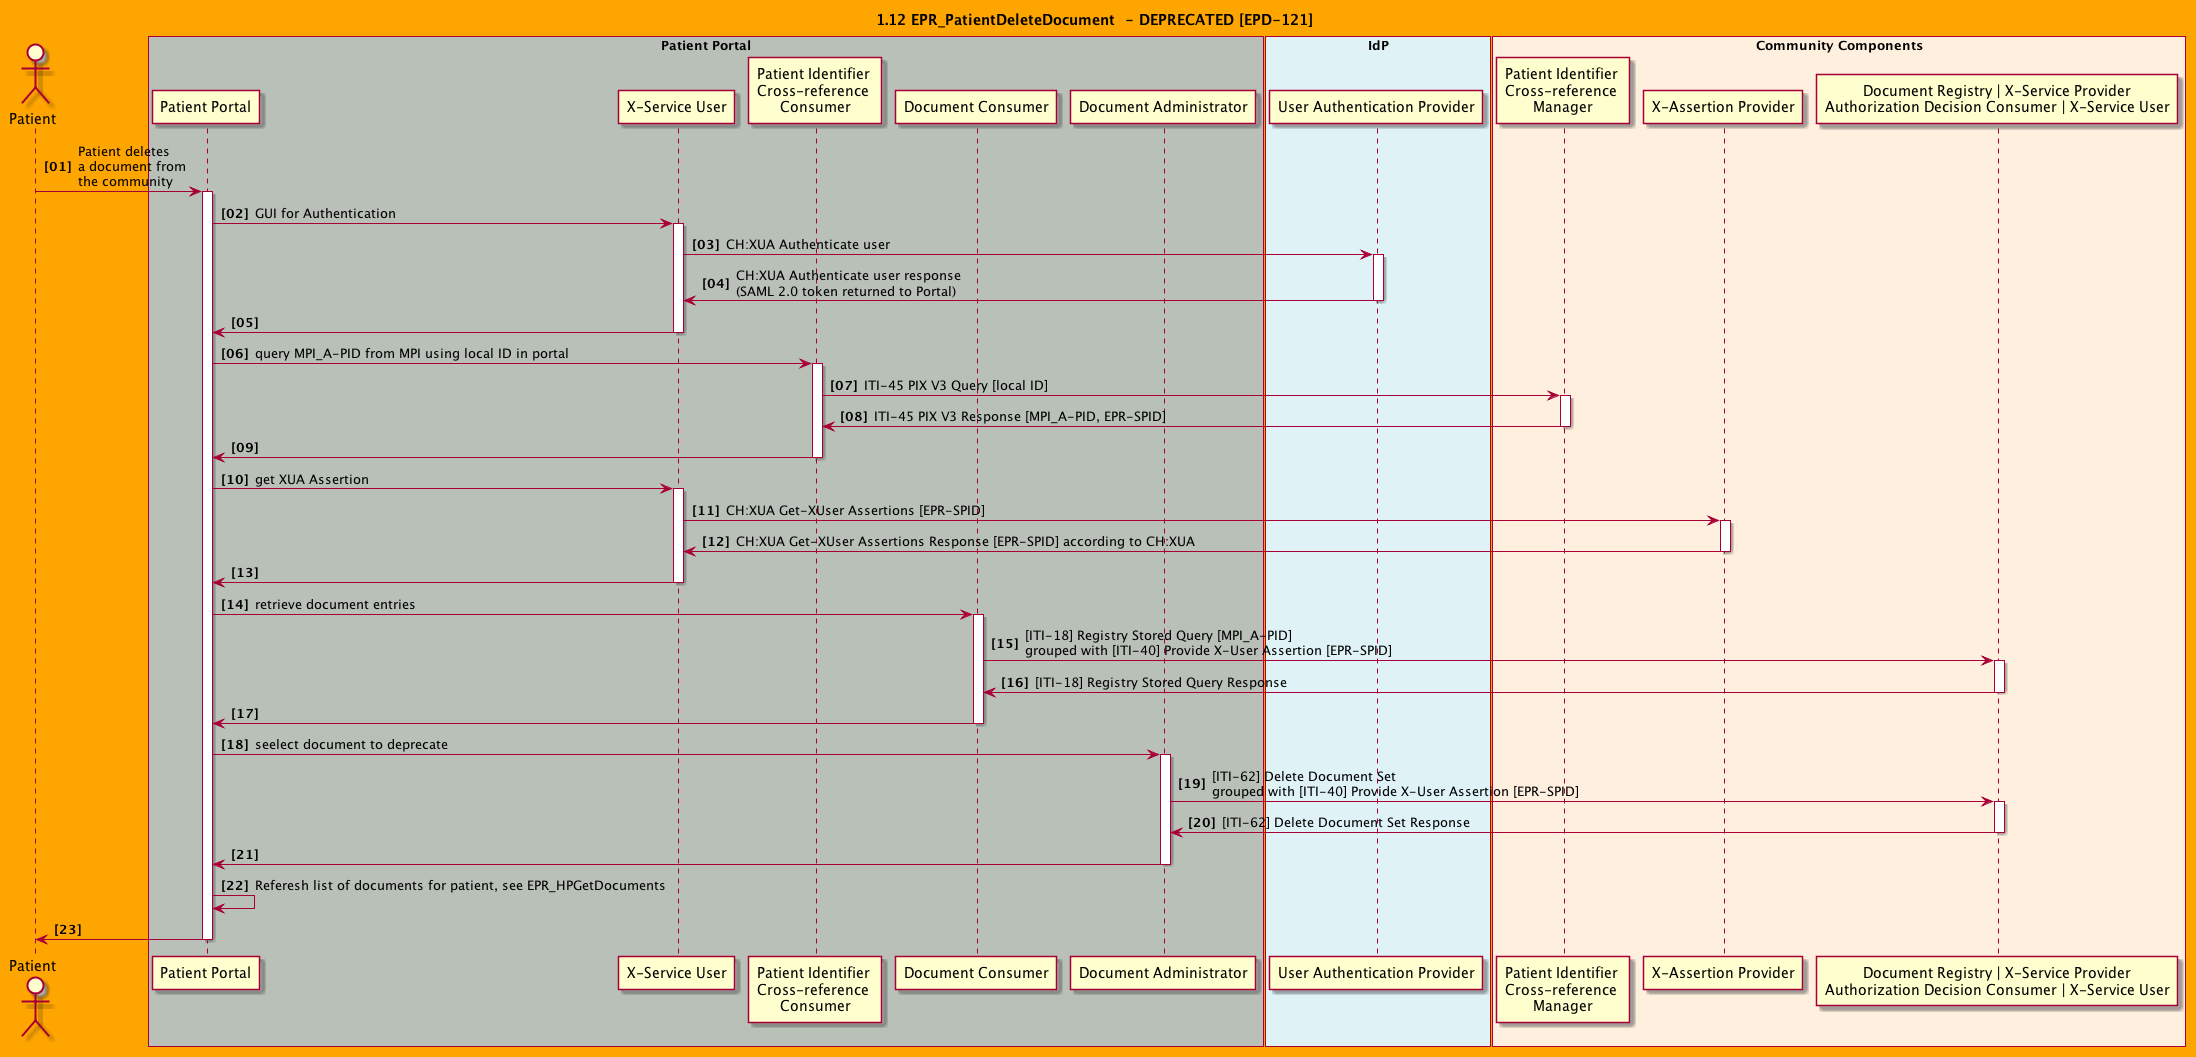 1.12 EPR_PatientDeleteDocument  - DEPRECATED [EPD-121]
Patient Portal
IdP
Community Components
Patient
Patient Portal
X-Service User
Patient Identifier
Cross-reference
Consumer
Document Consumer
Document Administrator
User Authentication Provider
Patient Identifier
Cross-reference
Manager
X-Assertion Provider
Document Registry | X-Service Provider
Authorization Decision Consumer | X-Service User
[01] Patient deletes
a document from
the community
[02] GUI for Authentication
[03] CH:XUA Authenticate user
[04] CH:XUA Authenticate user response
(SAML 2.0 token returned to Portal)
[05]
[06] query MPI_A-PID from MPI using local ID in portal
[07] ITI-45 PIX V3 Query [local ID]
[08] ITI-45 PIX V3 Response [MPI_A-PID, EPR-SPID]
[09]
[10] get XUA Assertion
[11] CH:XUA Get-XUser Assertions [EPR-SPID]
[12] CH:XUA Get-XUser Assertions Response [EPR-SPID] according to CH:XUA
[13]
[14] retrieve document entries
[15] [ITI-18] Registry Stored Query [MPI_A-PID]
grouped with [ITI-40] Provide X-User Assertion [EPR-SPID]
[16] [ITI-18] Registry Stored Query Response
[17]
[18] seelect document to deprecate
[19] [ITI-62] Delete Document Set
grouped with [ITI-40] Provide X-User Assertion [EPR-SPID]
[20] [ITI-62] Delete Document Set Response
[21]
[22] Referesh list of documents for patient, see EPR_HPGetDocuments
[23]
Patient
Patient Portal
X-Service User
Patient Identifier
Cross-reference
Consumer
Document Consumer
Document Administrator
User Authentication Provider
Patient Identifier
Cross-reference
Manager
X-Assertion Provider
Document Registry | X-Service Provider
Authorization Decision Consumer | X-Service User